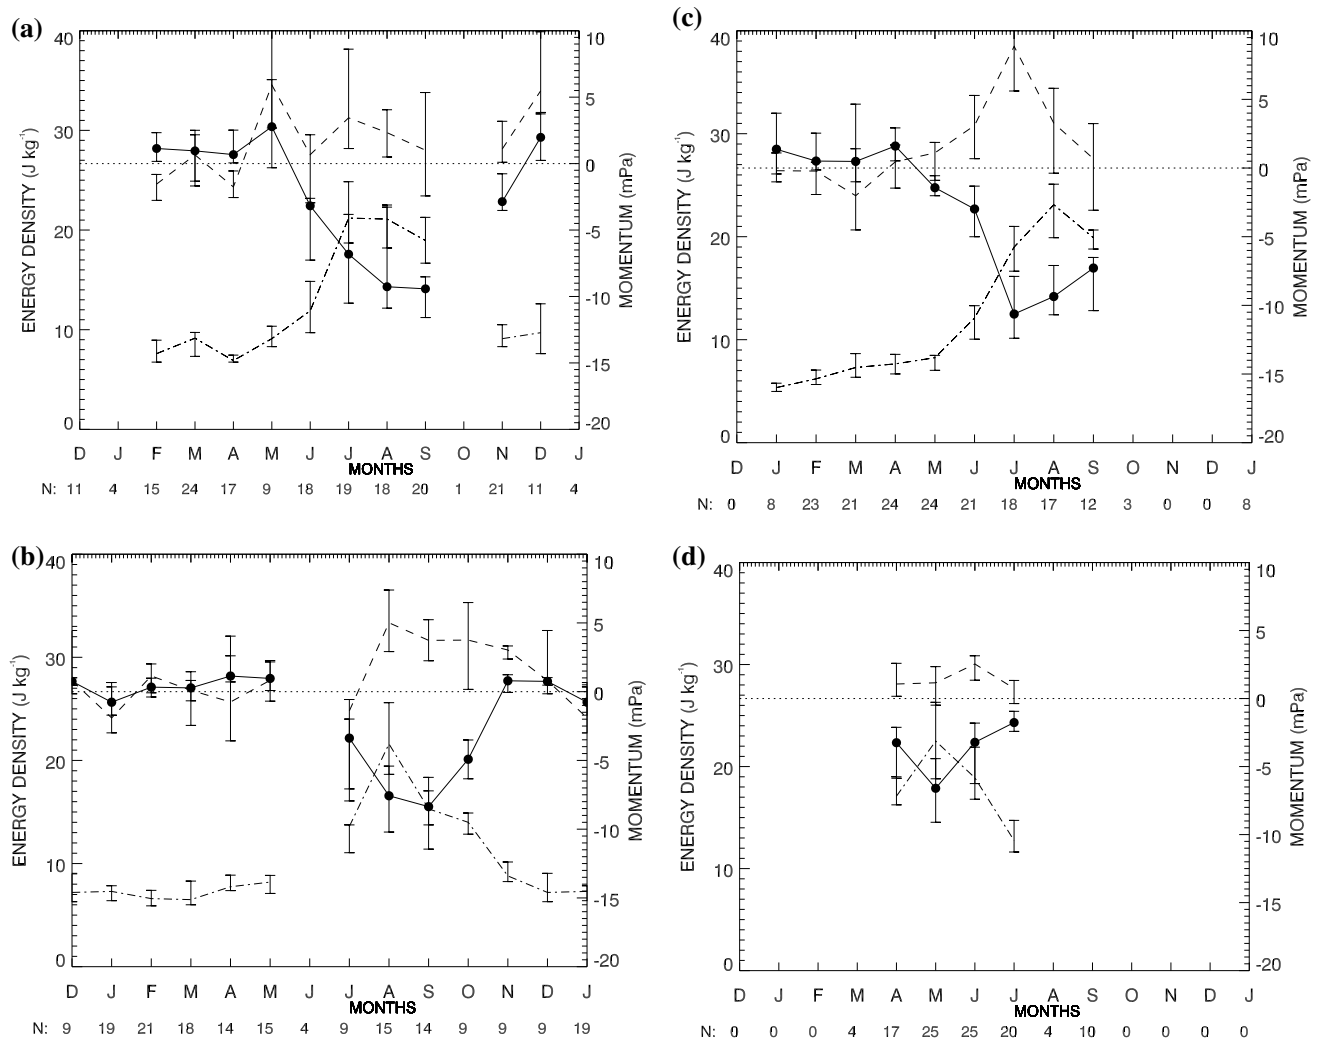 (a)
40
30
20
10
0
ENERGY DENSITY (J kg⁻¹)
10
5
0
-5
-10
-15
-20
MOMENTUM (mPa)
D J F M A M J J A S O N D J
MONTHS
N: 11 4 15 24 17 9 18 19 18 20 1 21 11 4
(c)
40
30
20
10
0
ENERGY DENSITY (J kg⁻¹)
10
5
0
-5
-10
-15
-20
MOMENTUM (mPa)
D J F M A M J J A S O N D J
MONTHS
N: 0 8 23 21 24 24 21 18 17 12 3 0 0 8
(b)
40
30
20
10
0
ENERGY DENSITY (J kg⁻¹)
10
5
0
-5
-10
-15
-20
MOMENTUM (mPa)
D J F M A M J J A S O N D J
MONTHS
N: 9 19 21 18 14 15 4 9 15 14 9 9 9 19
(d)
40
30
20
10
0
ENERGY DENSITY (J kg⁻¹)
10
5
0
-5
-10
-15
-20
MOMENTUM (mPa)
D J F M A M J J A S O N D J
MONTHS
N: 0 0 0 4 17 25 25 20 4 10 0 0 0 0